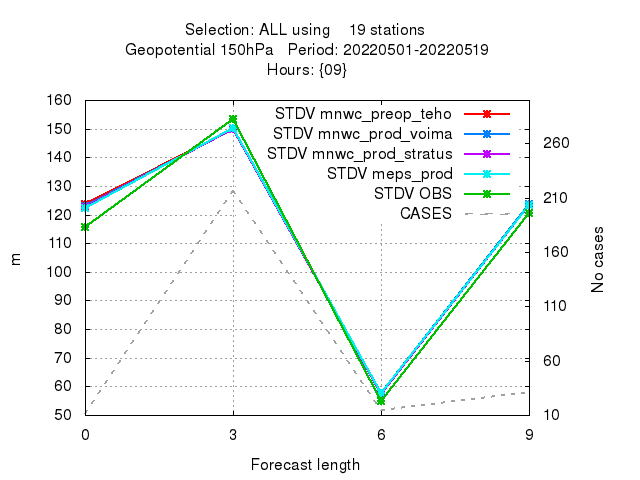 Selection: ALL using 19 stations
Geopotential 150hPa Period: 20220501-20220519
Hours: {09}
160
150
140
130
120
110
100
90
80
70
60
50
m
STDV mnwc_preop_teho
STDV mnwc_prod_voima
STDV mnwc_prod_stratus
STDV meps_prod
STDV OBS
CASES
260
210
160
110
60
10
No cases
0 3 6 9
Forecast length